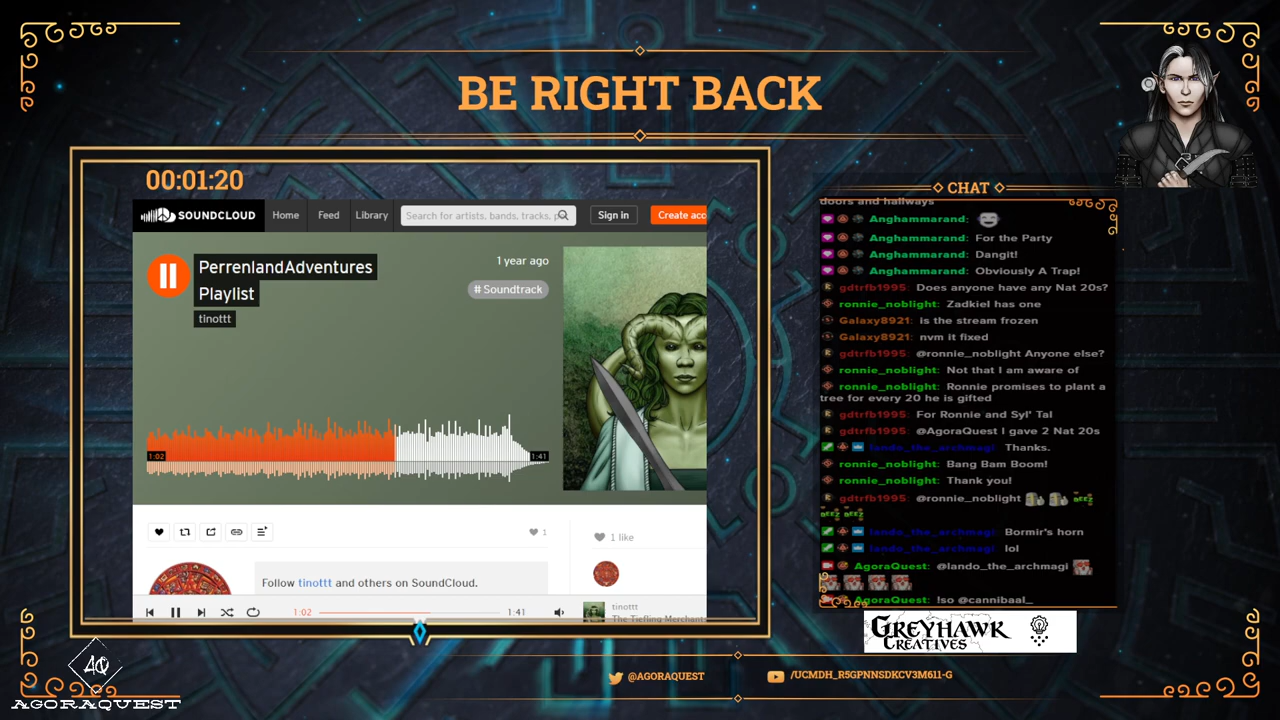 BE RIGHT BACK
00:01:20
SOUNDCLOUD
Home
Feed
Library
Search for artists, bands, tracks, p
Sign in
Create acc
PerrenlandAdventures
Playlist
tinottt
1 year ago
# Soundtrack
1:02
1:41
1
1 like
Follow tinottt and others on SoundCloud.
1:02
1:41
tinottt
The Tiefling Merchant
CHAT
doors and hallways
Anghammarand:
Anghammarand: For the Party
Anghammarand: Dangit!
Anghammarand: Obviously A Trap!
gdtrfb1995: Does anyone have any Nat 20s?
ronnie_noblight: Zadkiel has one
Galaxy8921: is the stream frozen
Galaxy8921: nvm it fixed
gdtrfb1995: @ronnie_noblight Anyone else?
ronnie_noblight: Not that I am aware of
ronnie_noblight: Ronnie promises to plant a
tree for every 20 he is gifted
gdtrfb1995: For Ronnie and Syl' Tal
gdtrfb1995: @AgoraQuest I gave 2 Nat 20s
lando_the_archmagi: Thanks.
ronnie_noblight: Bang Bam Boom!
ronnie_noblight: Thank you!
gdtrfb1995: @ronnie_noblight
lando_the_archmagi: Bormir's horn
lando_the_archmagi: lol
AgoraQuest: @lando_the_archmagi
AgoraQuest: !so @cannibaal_
GREYHAWK
CREATIVES
AQ
AGORAQUEST
@AGORAQUEST
/UCMDH_R5GPNNSDKCV3M611-G